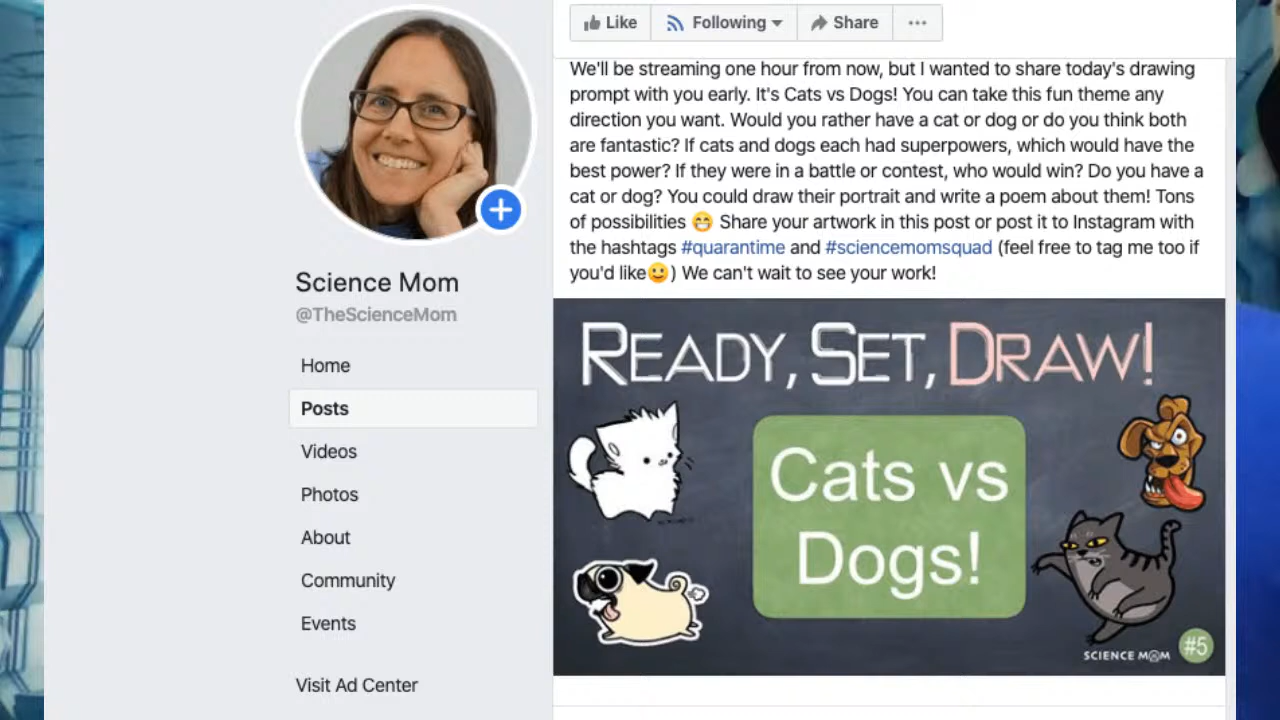 Like
Following
Share
We'll be streaming one hour from now, but I wanted to share today's drawing
prompt with you early. It's Cats vs Dogs! You can take this fun theme any
direction you want. Would you rather have a cat or dog or do you think both
are fantastic? If cats and dogs each had superpowers, which would have the
best power? If they were in a battle or contest, who would win? Do you have a
cat or dog? You could draw their portrait and write a poem about them! Tons
of possibilities 😁 Share your artwork in this post or post it to Instagram with
the hashtags #quarantime and #sciencemomsquad (feel free to tag me too if
you'd like🙂) We can't wait to see your work!
Science Mom
@TheScienceMom
Home
Posts
Videos
Photos
About
Community
Events
Visit Ad Center
READY, SET, DRAW!
Cats vs
Dogs!
SCIENCE MOM
#5